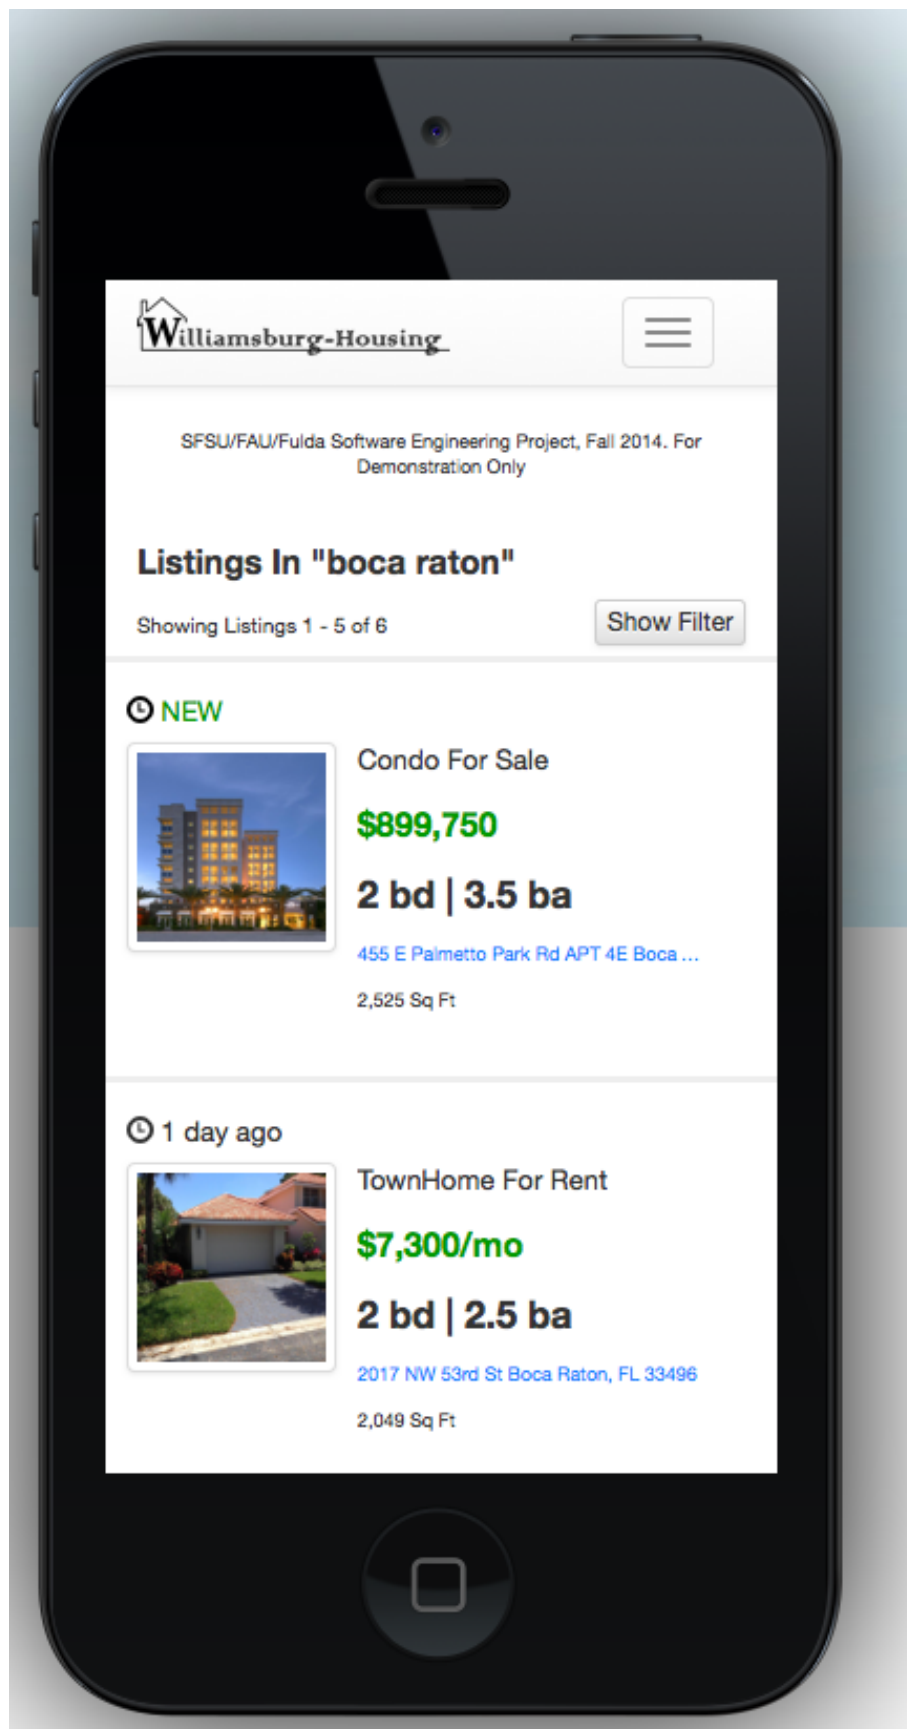 Williamsburg-Housing
SFSU/FAU/Fulda Software Engineering Project, Fall 2014. For
Demonstration Only
Listings In "boca raton"
Showing Listings 1 - 5 of 6
Show Filter
NEW
Condo For Sale
$899,750
2 bd | 3.5 ba
455 E Palmetto Park Rd APT 4E Boca ...
2,525 Sq Ft
1 day ago
TownHome For Rent
$7,300/mo
2 bd | 2.5 ba
2017 NW 53rd St Boca Raton, FL 33496
2,049 Sq Ft